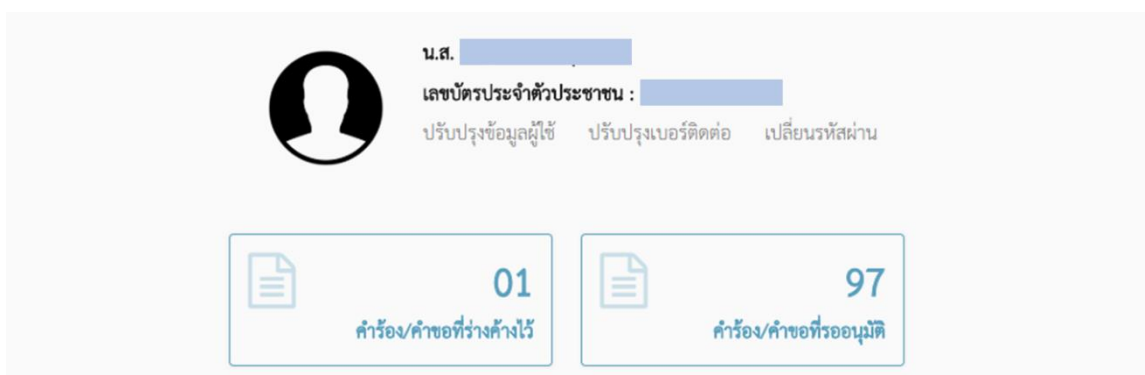 น.ส.
เลขบัตรประจำตัวประชาชน :
ปรับปรุงข้อมูลผู้ใช้ ปรับปรุงเบอร์ติดต่อ เปลี่ยนรหัสผ่าน
01
คำร้อง/คำขอที่ร่างค้างไว้
97
คำร้อง/คำขอที่รออนุมัติ